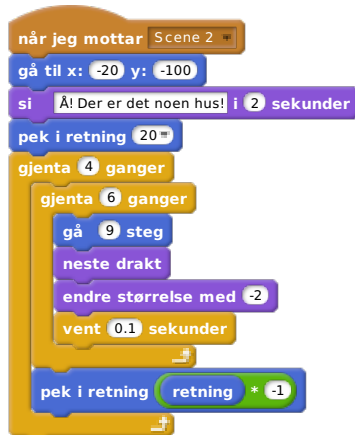 når jeg mottar Scene 2
gå til x: -20 y: -100
si Å! Der er det noen hus! i 2 sekunder
pek i retning 20
gjenta 4 ganger
gjenta 6 ganger
gå 9 steg
neste drakt
endre størrelse med -2
vent 0.1 sekunder
pek i retning retning * -1